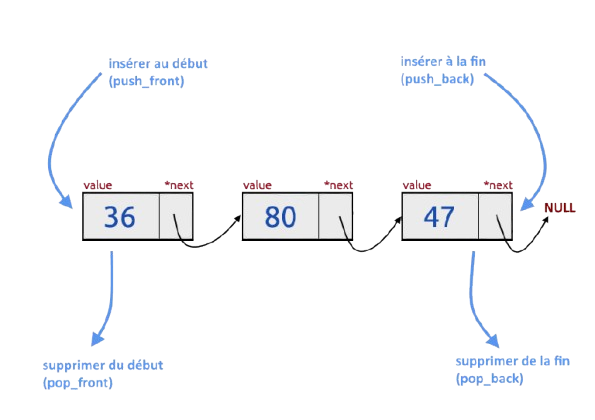 insérer au début
(push_front)
insérer à la fin
(push_back)
value *next
value *next
value *next
36
80
47
NULL
supprimer du début
(pop_front)
supprimer de la fin
(pop_back)